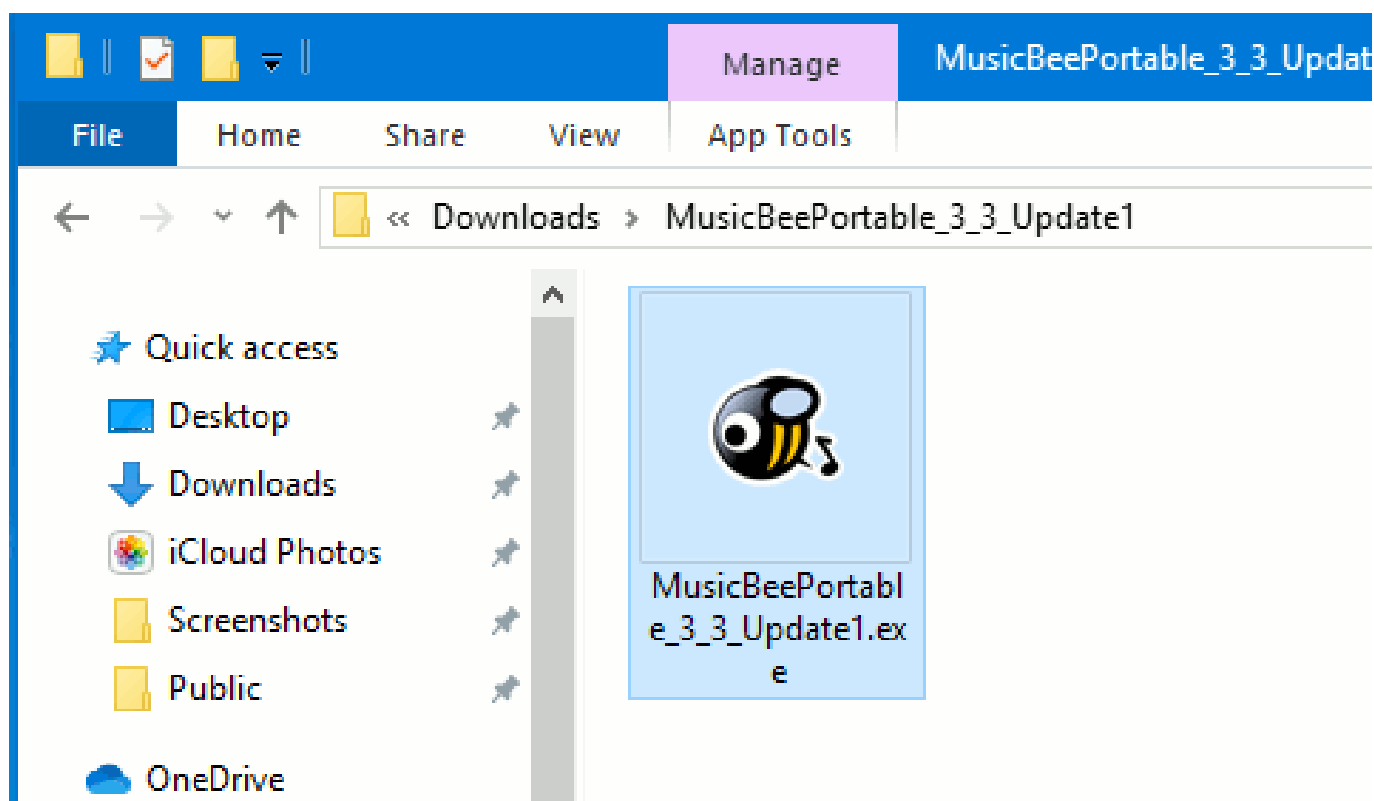 Manage
MusicBeePortable_3_3_Updat
File Home Share View App Tools
« Downloads › MusicBeePortable_3_3_Update1
Quick access
Desktop
Downloads
iCloud Photos
Screenshots
Public
OneDrive
MusicBeePortabl
e_3_3_Update1.ex
e